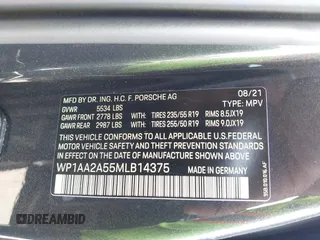 MFD BY DR. ING. H.C. F. PORSCHE AG 08/21
GVWR 5534 LBS TYPE: MPV
GAWR FRONT 2778 LBS WITH TIRES 235/55 R19 RIMS 8.5JX19
GAWR REAR 2987 LBS WITH TIRES 255/50 R19 RIMS 9.0JX19
THIS VEHICLE CONFORMS TO ALL APPLICABLE U.S. FEDERAL
MOTOR VEHICLE SAFETY, BUMPER, AND THEFT PREVENTION
STANDARDS IN EFFECT ON THE DATE OF
MANUFACTURE SHOWN ABOVE.
WP1AA2A55MLB14375
MADE IN GERMANY
DREAMBID